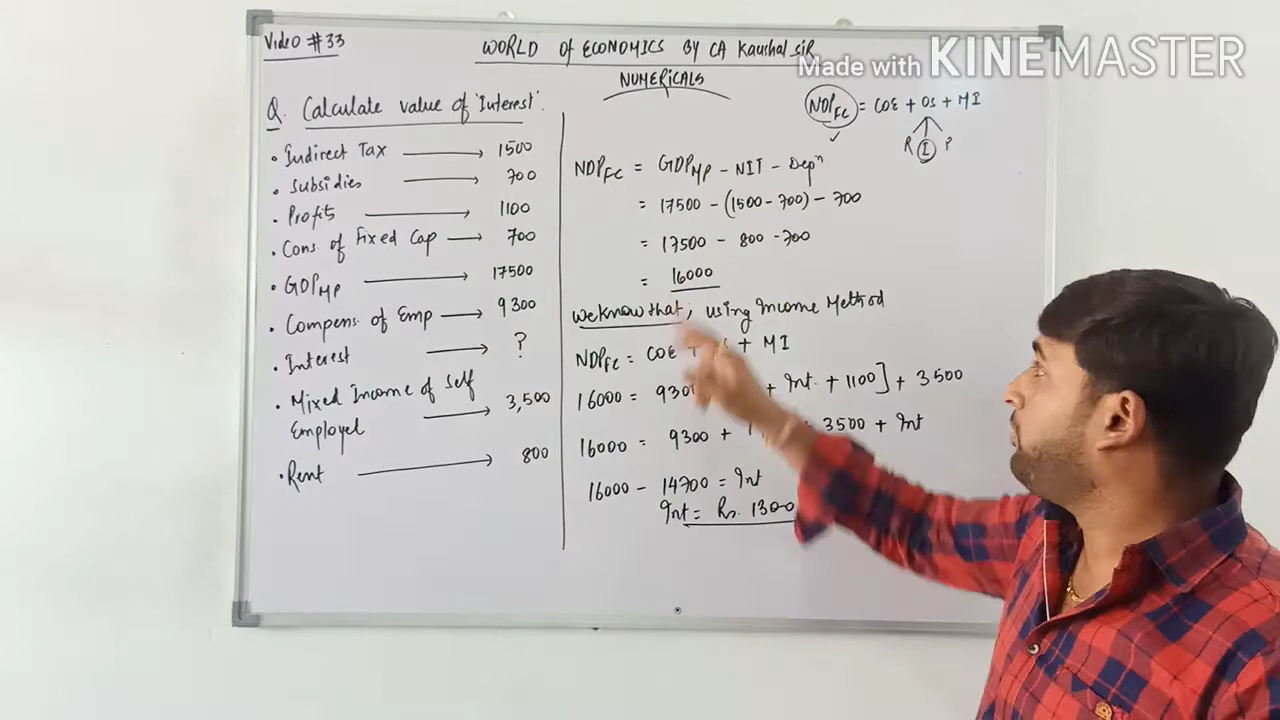 Video #33
WORLD of ECONOMICS By CA Kaushal SIR
Made with KINEMASTER
NUMERICALS
Q. Calculate value of 'Interest'.
• Indirect Tax → 1500
• Subsidies → 700
• Profits → 1100
• Cons. of Fixed Cap → 700
• GDPMP → 17500
• Compens. of Emp → 9300
• Interest → ?
• Mixed Income of Self
Employed → 3,500
• Rent → 800
NDPFC = COE + OS + MI
R I P
NDPFC = GDPMP - NIT - Depn
= 17500 - (1500 - 700) - 700
= 17500 - 800 - 700
= 16000
We know that; using Income Method
NDPFC = COE + S + MI
16000 = 930 + Int. + 1100] + 3500
16000 = 9300 + 3500 + Int
16000 - 14700 = Int
Int = Rs. 1300